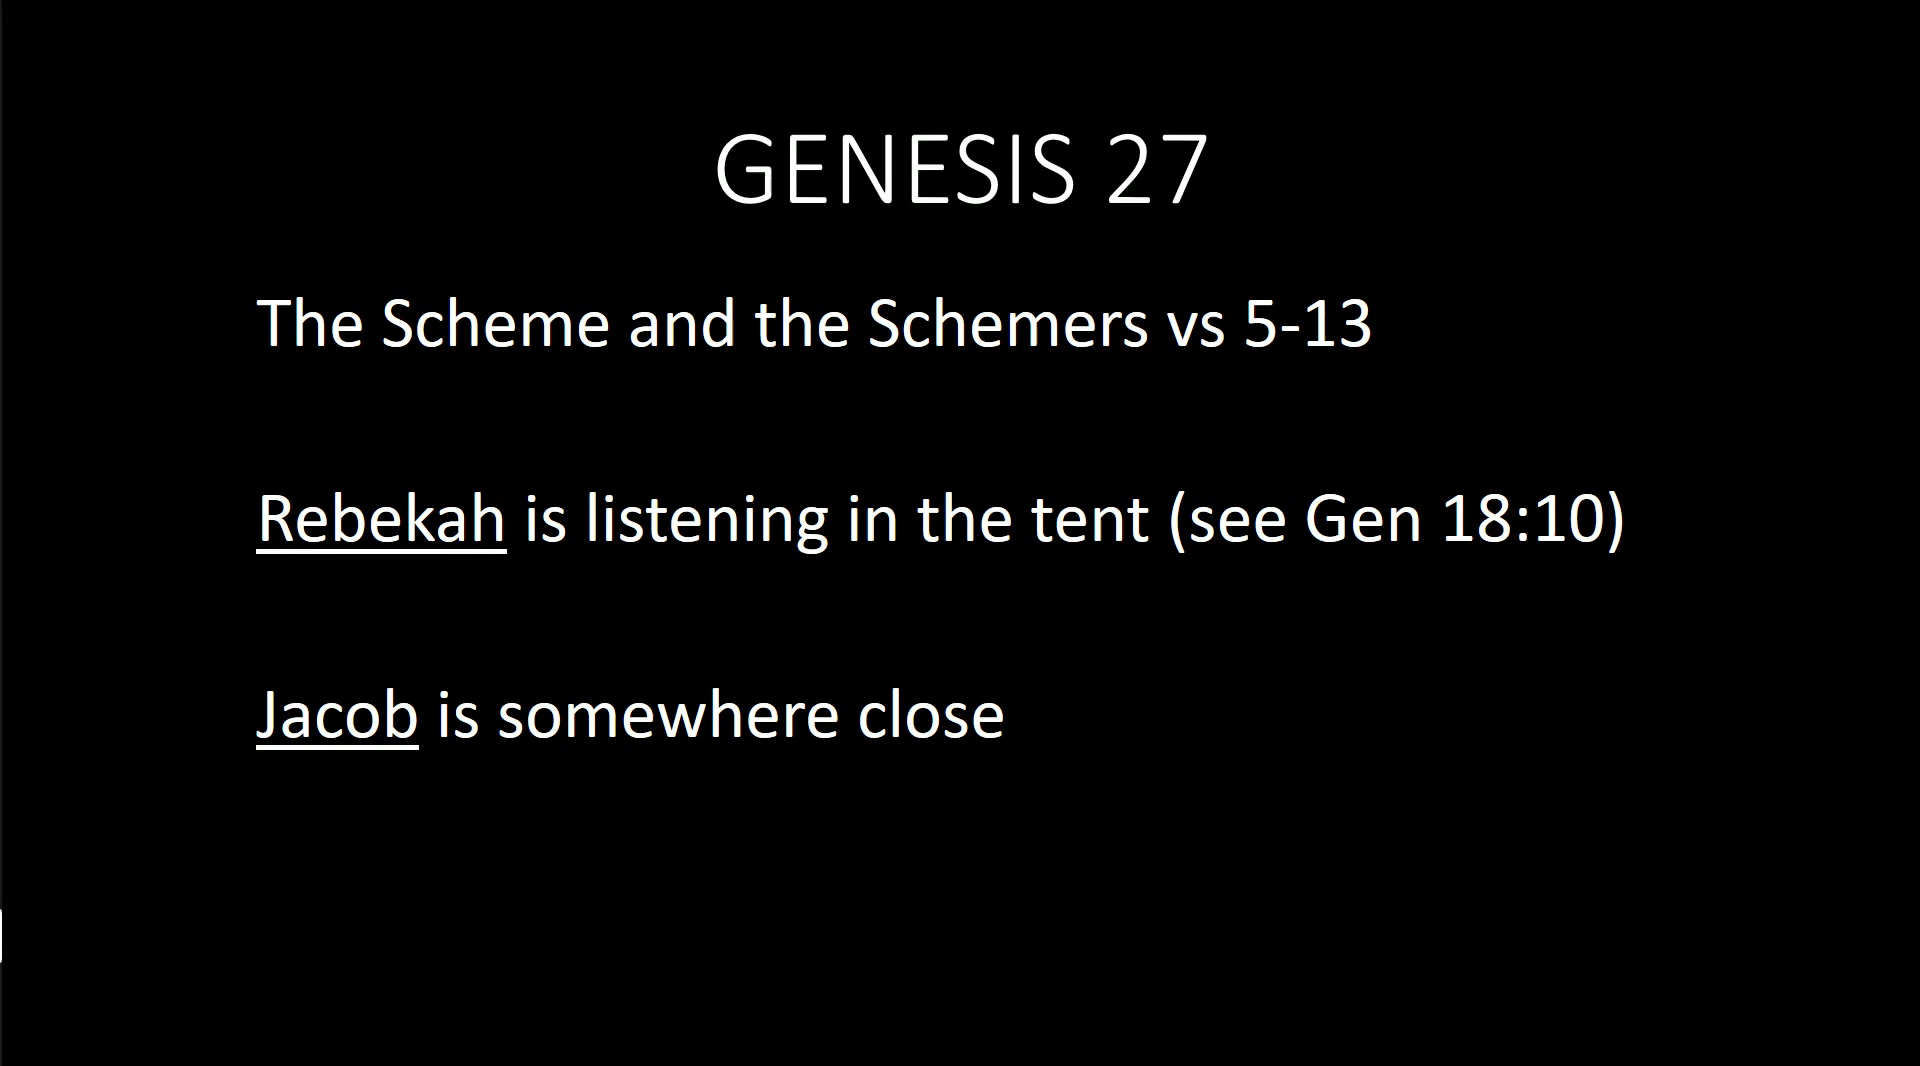 GENESIS 27
The Scheme and the Schemers vs 5-13
Rebekah is listening in the tent (see Gen 18:10)
Jacob is somewhere close